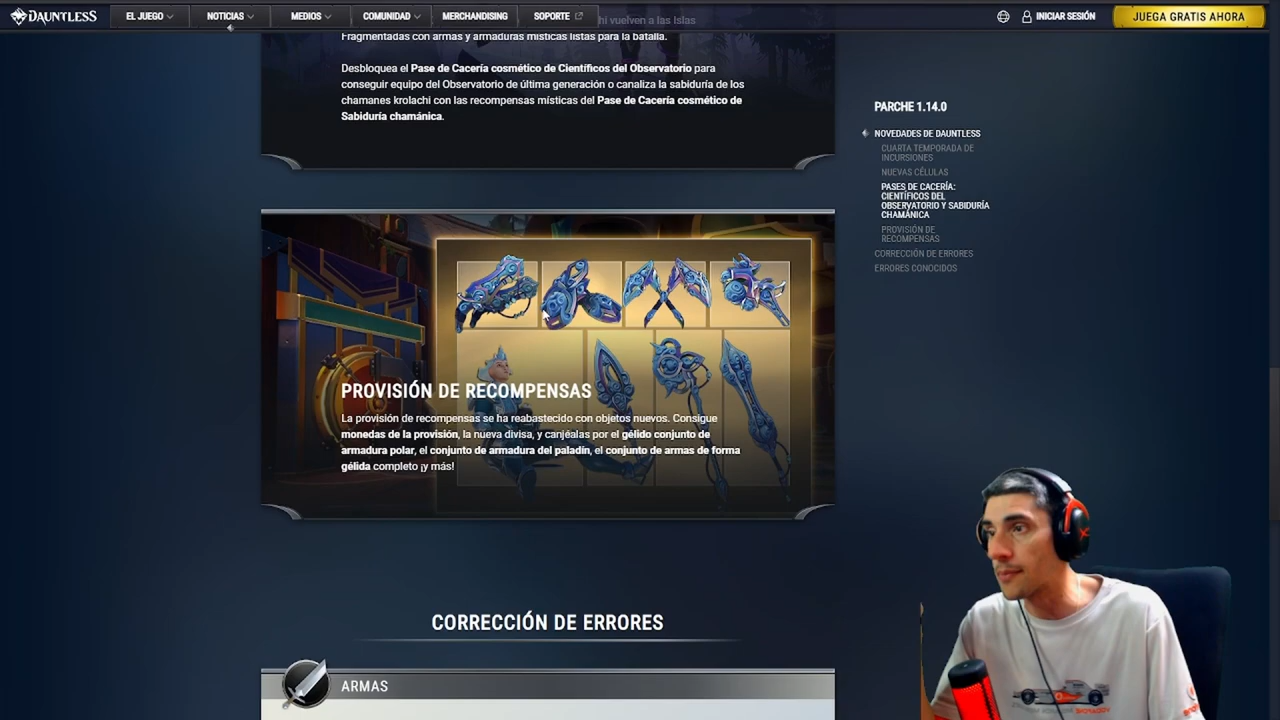 DAUNTLESS
EL JUEGO
NOTICIAS
MEDIOS
COMUNIDAD
MERCHANDISING
SOPORTE
INICIAR SESIÓN
JUEGA GRATIS AHORA
hi vuelven a las Islas
Fragmentadas con armas y armaduras místicas listas para la batalla.
Desbloquea el Pase de Cacería cosmético de Científicos del Observatorio para
conseguir equipo del Observatorio de última generación o canaliza la sabiduría de los
chamanes krolachi con las recompensas místicas del Pase de Cacería cosmético de
Sabiduría chamánica.
PROVISIÓN DE RECOMPENSAS
La provisión de recompensas se ha reabastecido con objetos nuevos. Consigue
monedas de la provisión, la nueva divisa, y canjéalas por el gélido conjunto de
armadura polar, el conjunto de armadura del paladín, el conjunto de armas de forma
gélida completo ¡y más!
CORRECCIÓN DE ERRORES
ARMAS
PARCHE 1.14.0
NOVEDADES DE DAUNTLESS
CUARTA TEMPORADA DE
INCURSIONES
NUEVAS CÉLULAS
PASES DE CACERÍA:
CIENTÍFICOS DEL
OBSERVATORIO Y SABIDURÍA
CHAMÁNICA
PROVISIÓN DE
RECOMPENSAS
CORRECCIÓN DE ERRORES
ERRORES CONOCIDOS